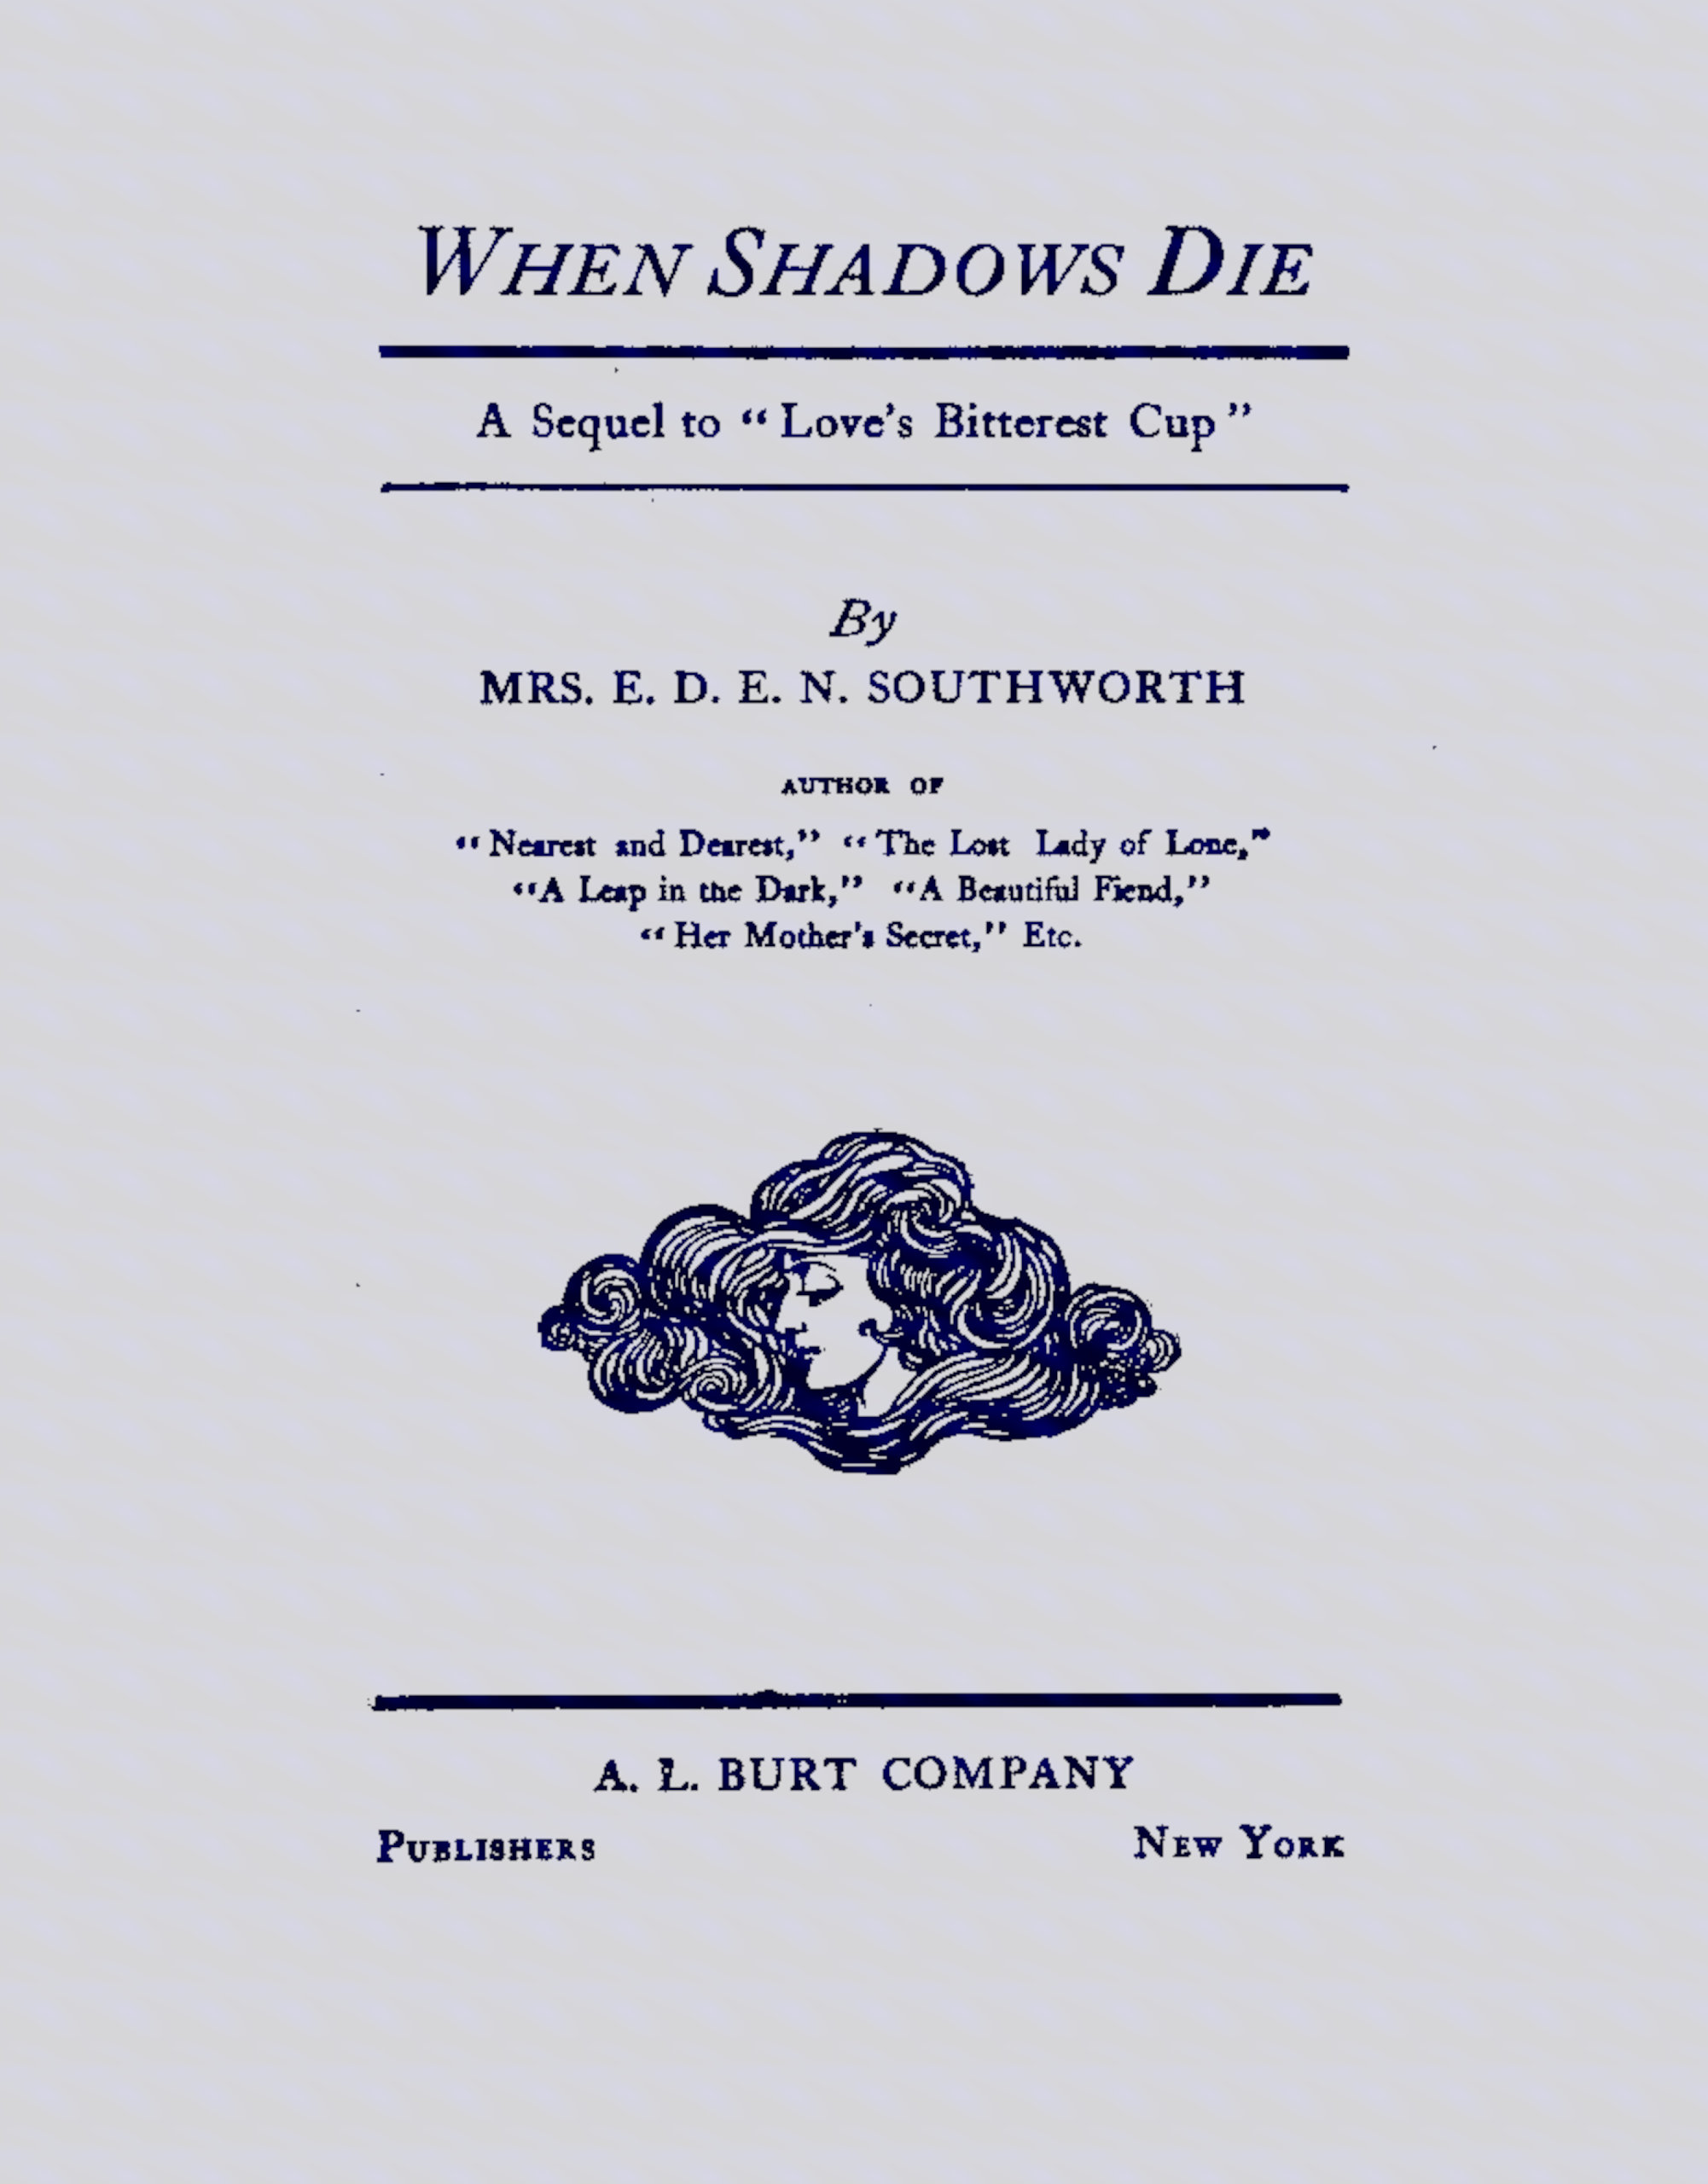 WHEN SHADOWS DIE
A Sequel to “Love’s Bitterest Cup”
By
MRS. E. D. E. N. SOUTHWORTH
AUTHOR OF
“Nearest and Dearest,” “The Lost Lady of Lone,”
“A Leap in the Dark,” “A Beautiful Fiend,”
“Her Mother’s Secret,” Etc.
A. L. BURT COMPANY
PUBLISHERS NEW YORK